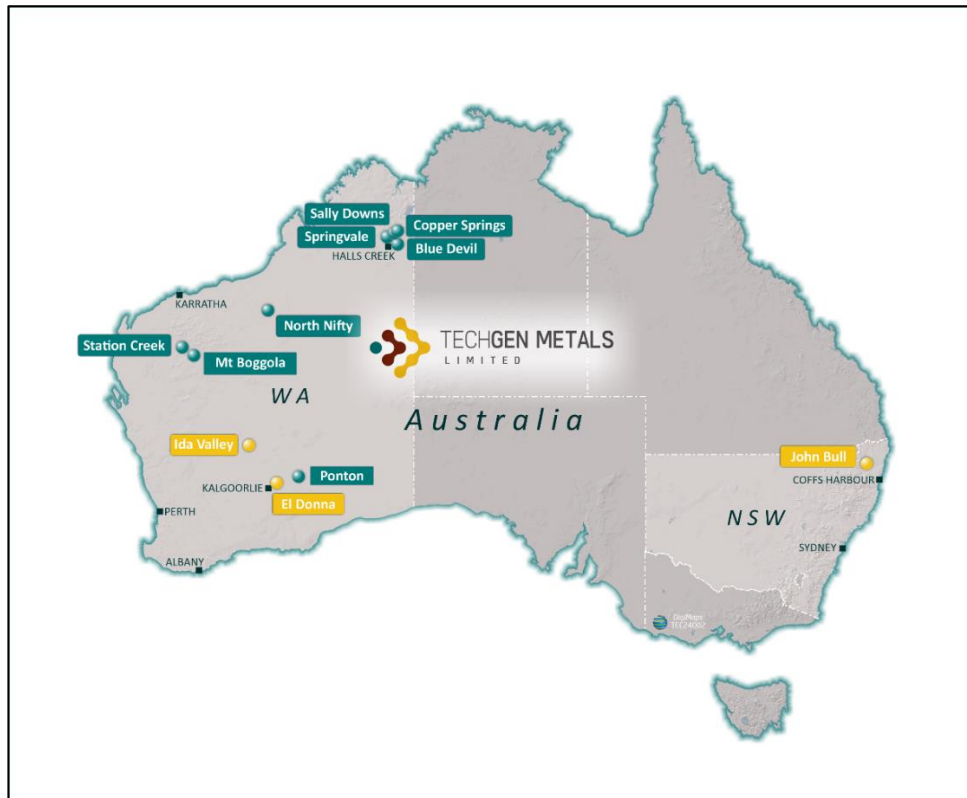 Sally Downs
Copper Springs
Springvale
Blue Devil
HALLS CREEK
KARRATHA
North Nifty
Station Creek
Mt Boggola
TECHGEN METALS
LIMITED
WA
Australia
Ida Valley
John Bull
Ponton
KALGOORLIE
COFFS HARBOUR
El Donna
PERTH
NSW
SYDNEY
ALBANY
DigiMaps